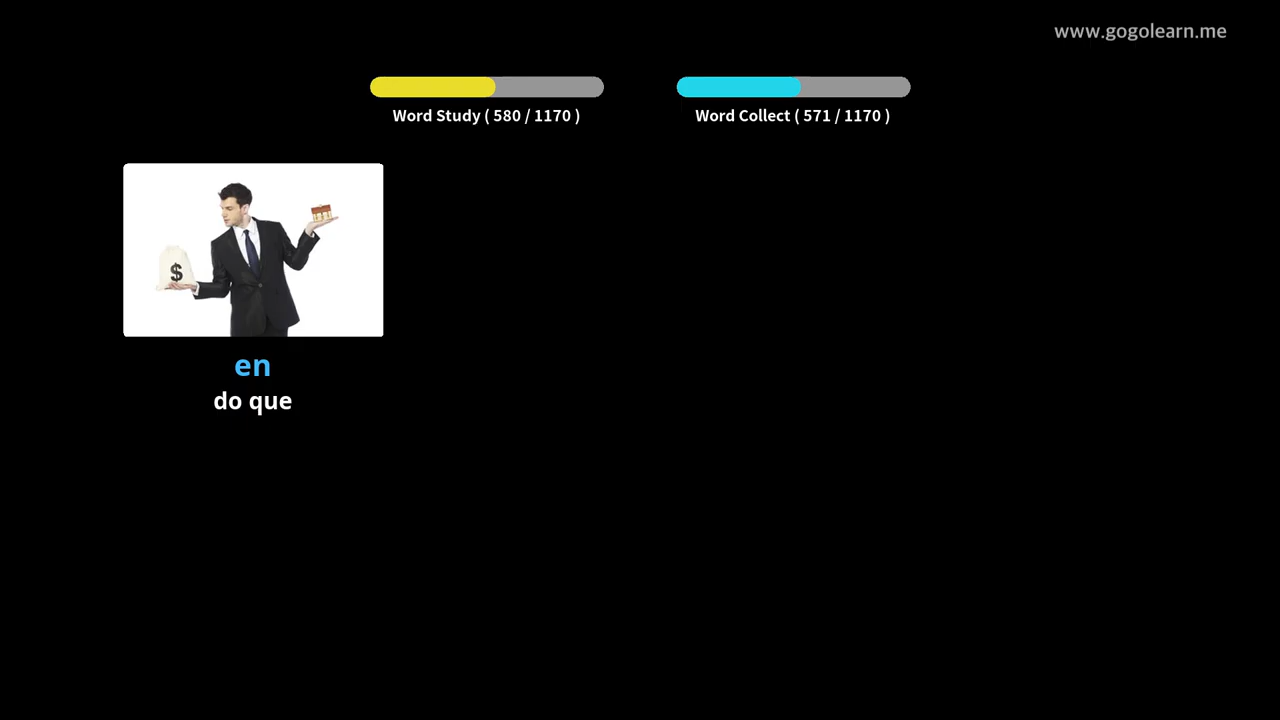 www.gogolearn.me
Word Study ( 580 / 1170 )
Word Collect ( 571 / 1170 )
$
en
do que